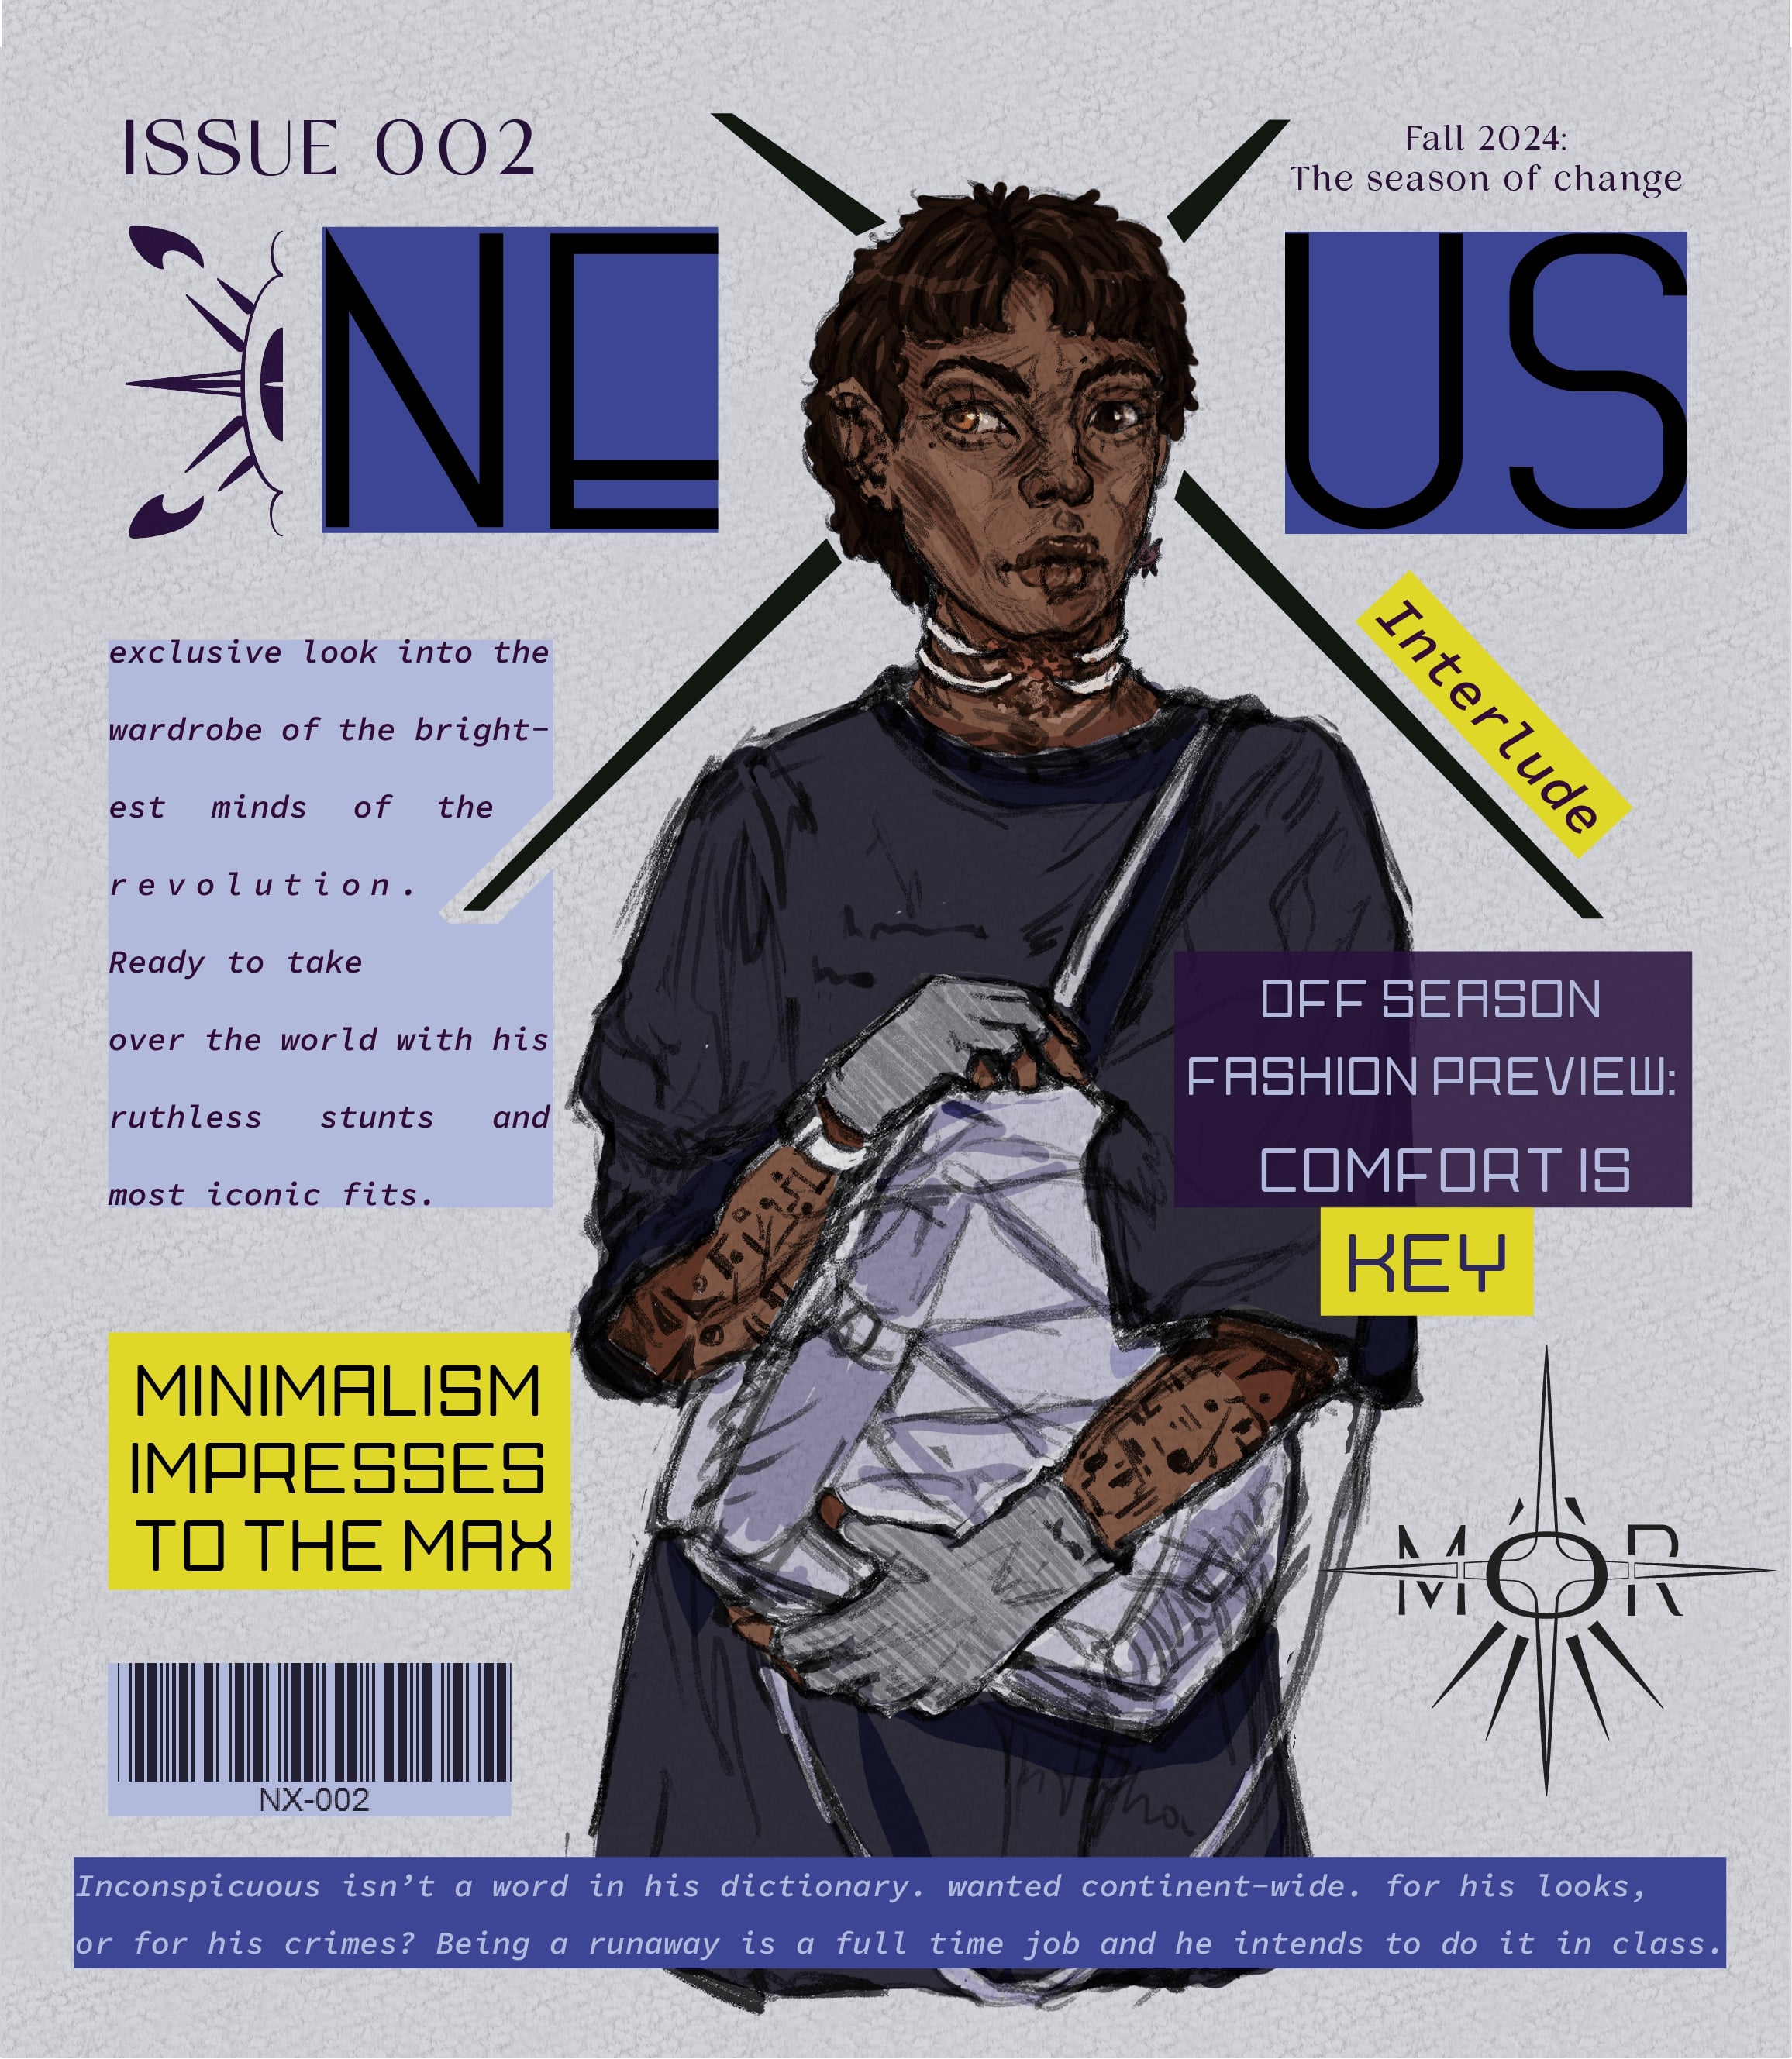 ISSUE 002
Fall 2024:
The season of change
NEXUS
exclusive look into the
wardrobe of the bright-
est minds of the
revolution.
Ready to take
over the world with his
ruthless stunts and
most iconic fits.
Interlude
OFF SEASON
FASHION PREVIEW:
COMFORT IS
KEY
MINIMALISM
IMPRESSES
TO THE MAX
MOR
NX-002
Inconspicuous isn’t a word in his dictionary. wanted continent-wide. for his looks,
or for his crimes? Being a runaway is a full time job and he intends to do it in class.